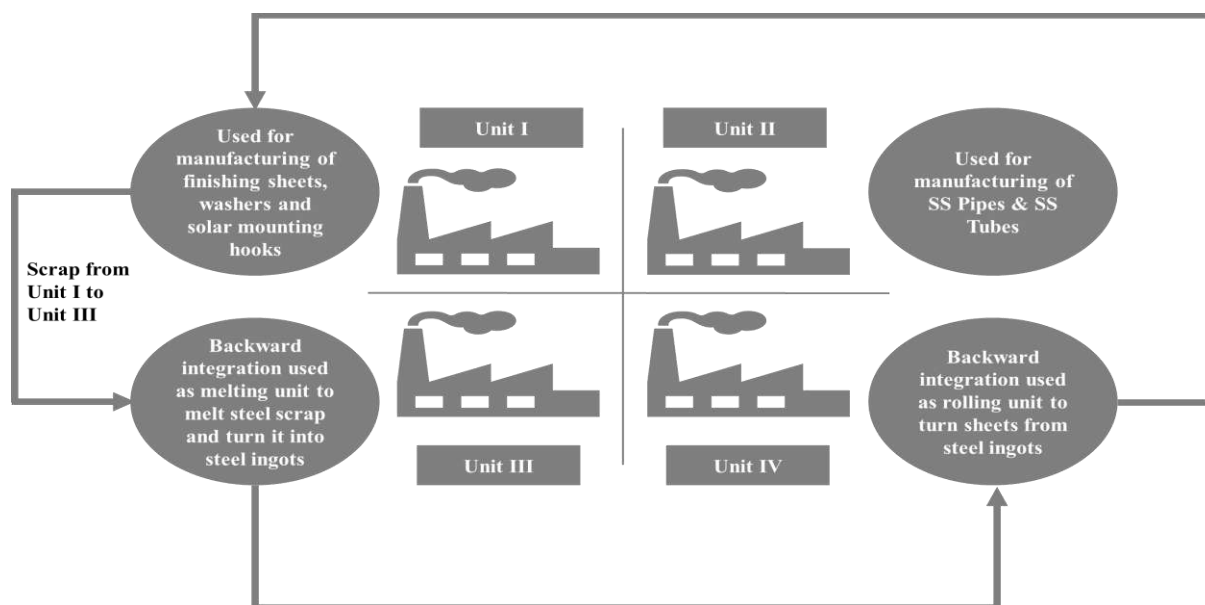 Unit I
Unit II
Used for
manufacturing of
finishing sheets,
washers and
solar mounting
hooks
Used for
manufacturing of
SS Pipes & SS
Tubes
Scrap from
Unit I to
Unit III
Backward
integration used
as melting unit to
melt steel scrap
and turn it into
steel ingots
Backward
integration used
as rolling unit to
turn sheets from
steel ingots
Unit III
Unit IV